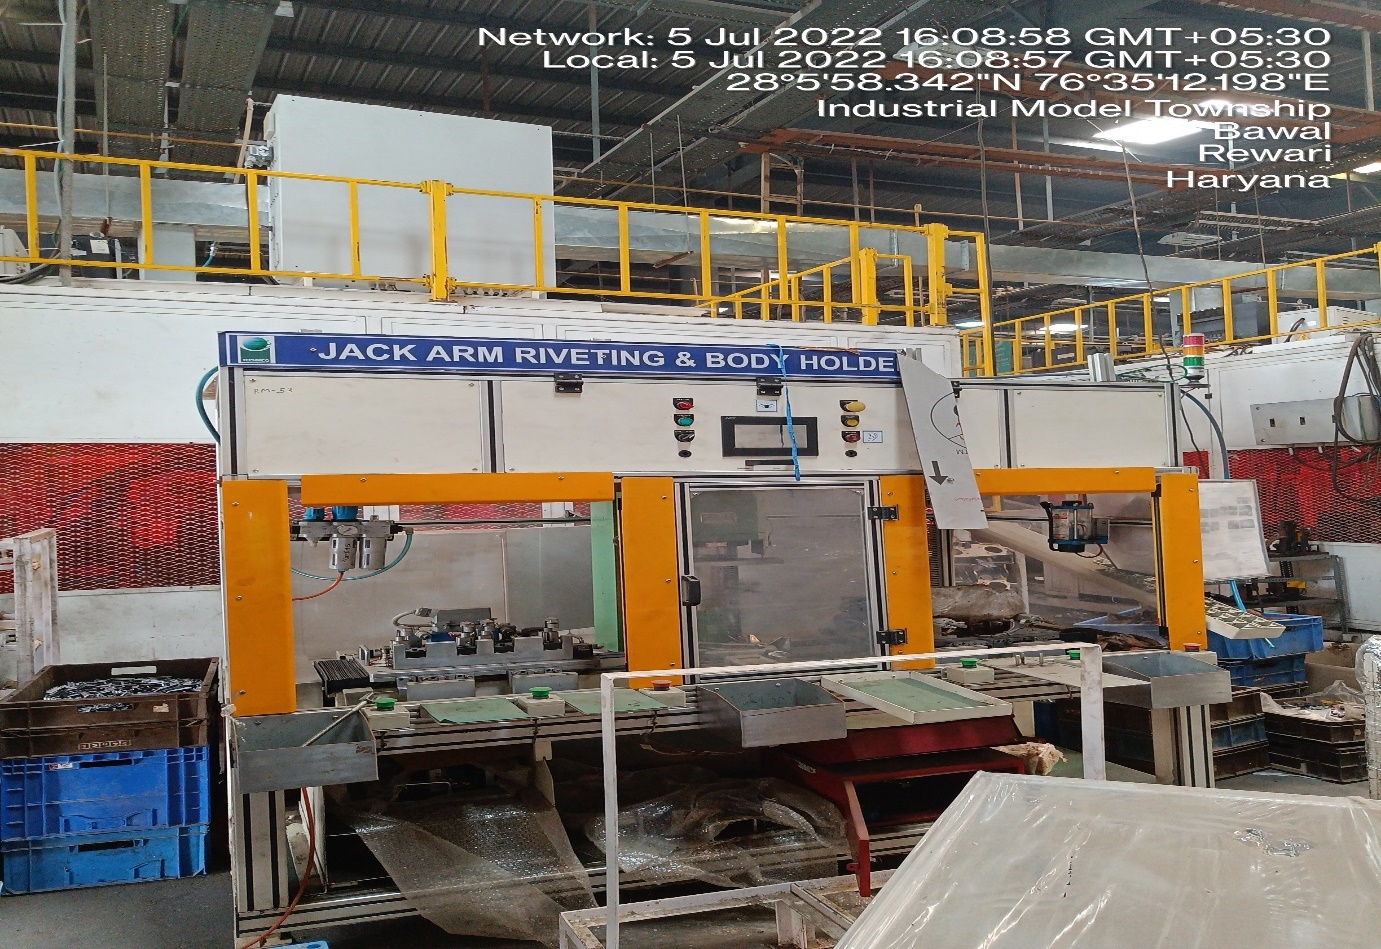 Network: 5 Jul 2022 16:08:58 GMT+05:30
Local: 5 Jul 2022 16:08:57 GMT+05:30
28°5'58.342"N 76°35'12.198"E
Industrial Model Township
Bawal
Rewari
Haryana
JACK ARM RIVETING & BODY HOLDE
RM-53